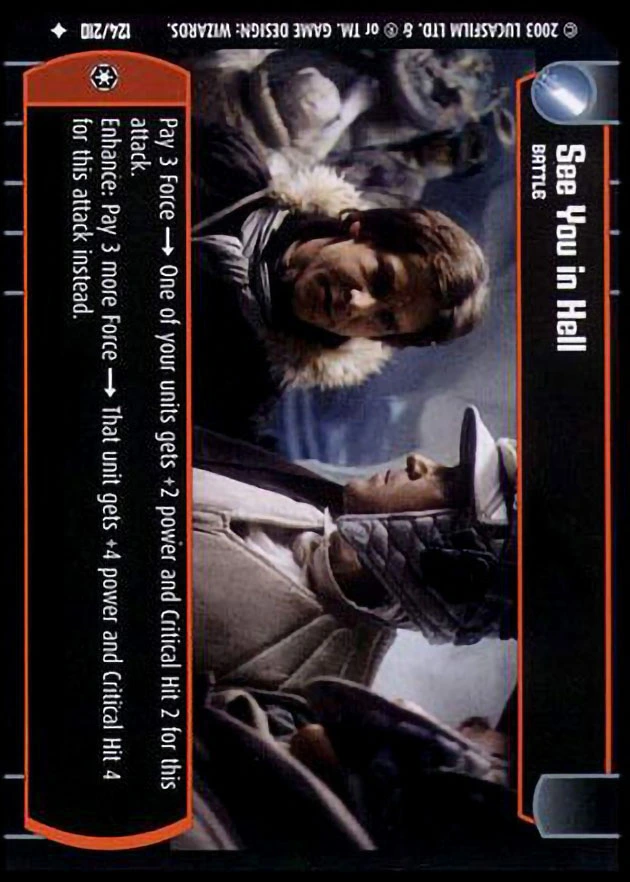 See You in Hell
BATTLE
Pay 3 Force → One of your units gets +2 power and Critical Hit 2 for this
attack.
Enhance: Pay 3 more Force → That unit gets +4 power and Critical Hit 4
for this attack instead.
© 2003 LUCASFILM LTD. & ® or TM. GAME DESIGN: WIZARDS.
124/210